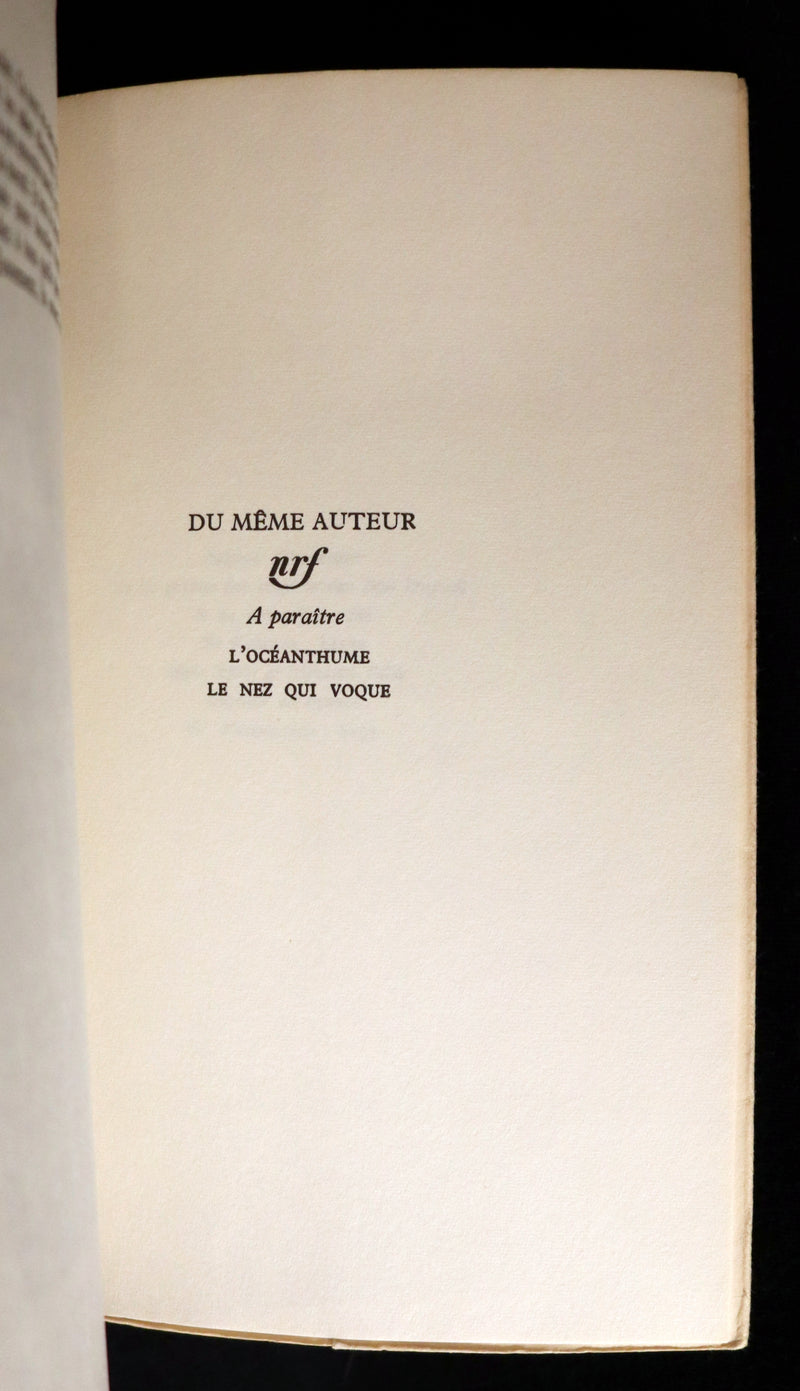 DU MÊME AUTEUR
nrf
A paraître
L'OCÉANTHUME
LE NEZ QUI VOQUE